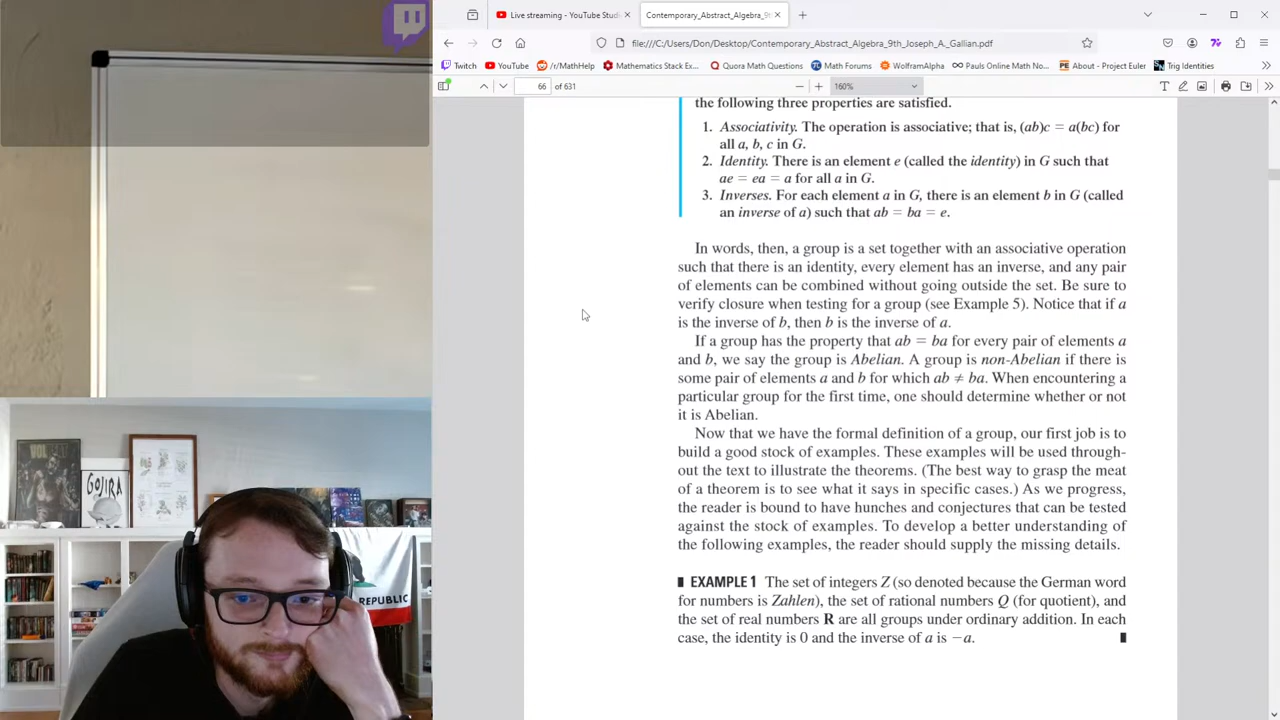 Live streaming - YouTube Studi
Contemporary_Abstract_Algebra_9th
file:///C:/Users/Don/Desktop/Contemporary_Abstract_Algebra_9th_Joseph_A._Gallian.pdf
Twitch YouTube /r/MathHelp Mathematics Stack Ex... Quora Math Questions Math Forums WolframAlpha Pauls Online Math No... About - Project Euler Trig Identities
66 of 631
160%
the following three properties are satisfied.
1. Associativity. The operation is associative; that is, (ab)c = a(bc) for
all a, b, c in G.
2. Identity. There is an element e (called the identity) in G such that
ae = ea = a for all a in G.
3. Inverses. For each element a in G, there is an element b in G (called
an inverse of a) such that ab = ba = e.
In words, then, a group is a set together with an associative operation
such that there is an identity, every element has an inverse, and any pair
of elements can be combined without going outside the set. Be sure to
verify closure when testing for a group (see Example 5). Notice that if a
is the inverse of b, then b is the inverse of a.
If a group has the property that ab = ba for every pair of elements a
and b, we say the group is Abelian. A group is non-Abelian if there is
some pair of elements a and b for which ab ≠ ba. When encountering a
particular group for the first time, one should determine whether or not
it is Abelian.
Now that we have the formal definition of a group, our first job is to
build a good stock of examples. These examples will be used through-
out the text to illustrate the theorems. (The best way to grasp the meat
of a theorem is to see what it says in specific cases.) As we progress,
the reader is bound to have hunches and conjectures that can be tested
against the stock of examples. To develop a better understanding of
the following examples, the reader should supply the missing details.
EXAMPLE 1 The set of integers Z (so denoted because the German word
for numbers is Zahlen), the set of rational numbers Q (for quotient), and
the set of real numbers R are all groups under ordinary addition. In each
case, the identity is 0 and the inverse of a is −a.
GOJIRA
REPUBLIC